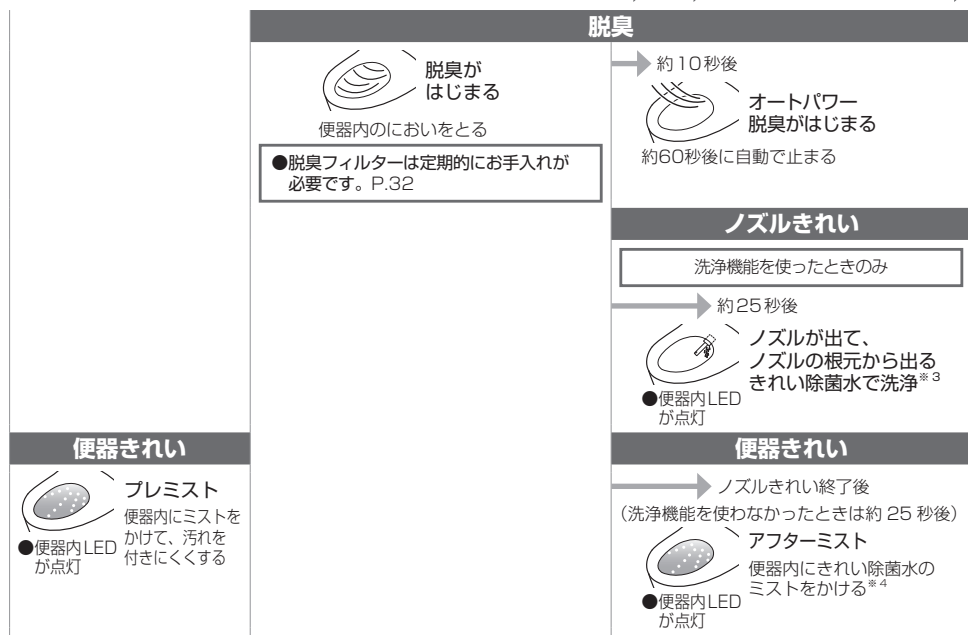 脱臭
脱臭が
はじまる
便器内のにおいをとる
●脱臭フィルターは定期的にお手入れが
必要です。P.32
約10秒後
オートパワー
脱臭がはじまる
約60秒後に自動で止まる
ノズルきれい
洗浄機能を使ったときのみ
約25秒後
ノズルが出て、
ノズルの根元から出る
きれい除菌水で洗浄※3
●便器内LED
が点灯
便器きれい
プレミスト
便器内にミストを
かけて、汚れを
付きにくくする
●便器内LED
が点灯
便器きれい
ノズルきれい終了後
(洗浄機能を使わなかったときは約 25 秒後)
アフターミスト
便器内にきれい除菌水の
ミストをかける※4
●便器内LED
が点灯